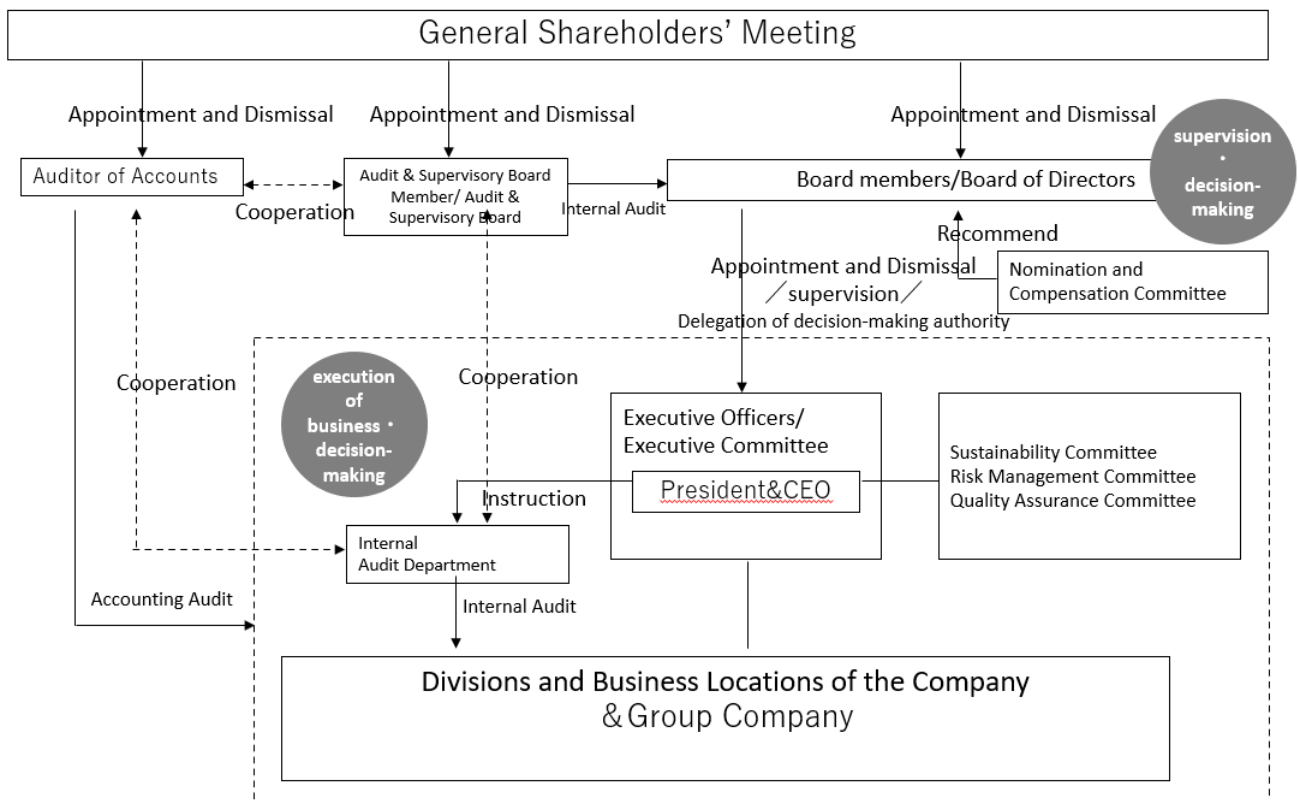 General Shareholders’ Meeting
Appointment and Dismissal
Appointment and Dismissal
Appointment and Dismissal
supervision
・
decision-
making
Auditor of Accounts
Audit & Supervisory Board
Member/ Audit &
Supervisory Board
Board members/Board of Directors
Cooperation
Internal Audit
Recommend
Nomination and
Compensation Committee
Appointment and Dismissal
／supervision／
Delegation of decision-making authority
Cooperation
execution
of
business・
decision-
making
Cooperation
Executive Officers/
Executive Committee
President&CEO
Sustainability Committee
Risk Management Committee
Quality Assurance Committee
Instruction
Internal
Audit Department
Accounting Audit
Internal Audit
Divisions and Business Locations of the Company
＆Group Company